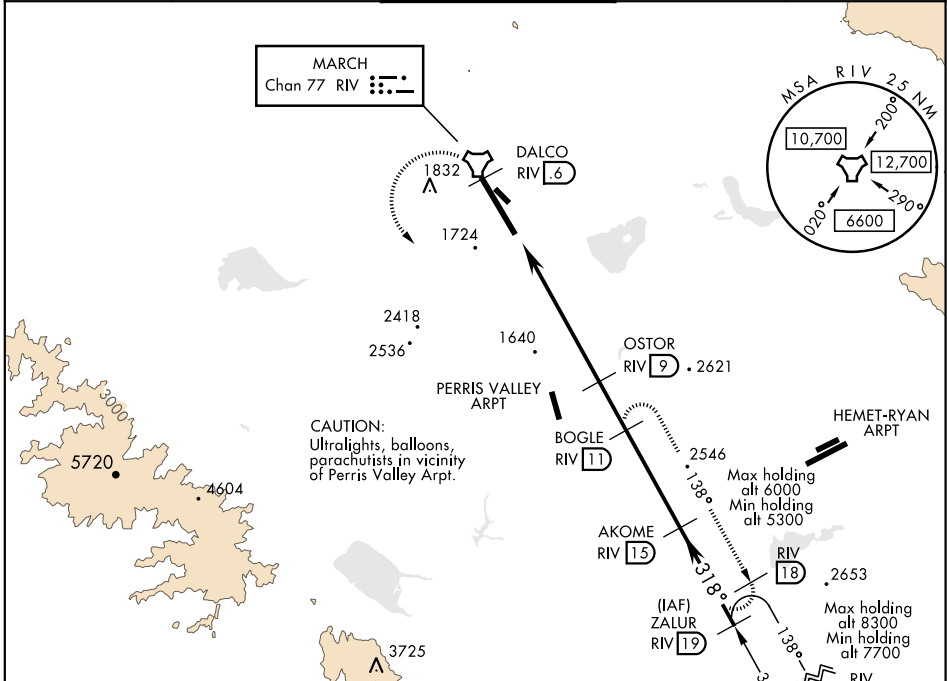 MARCH
Chan 77 RIV
MSA RIV 25 NM
200°
10,700
12,700
290°
020°
6600
1832
DALCO
RIV .6
1724
2418
2536
1640
OSTOR
RIV 9
2621
PERRIS VALLEY
ARPT
3000
CAUTION:
Ultralights, balloons,
parachutists in vicinity
of Perris Valley Arpt.
BOGLE
RIV 11
HEMET-RYAN
ARPT
5720
4604
2546
138°
Max holding
alt 6000
Min holding
alt 5300
AKOME
RIV 15
318°
RIV
18
2653
(IAF)
ZALUR
RIV 19
Max holding
alt 8300
Min holding
alt 7700
138°
3725
3
RIV